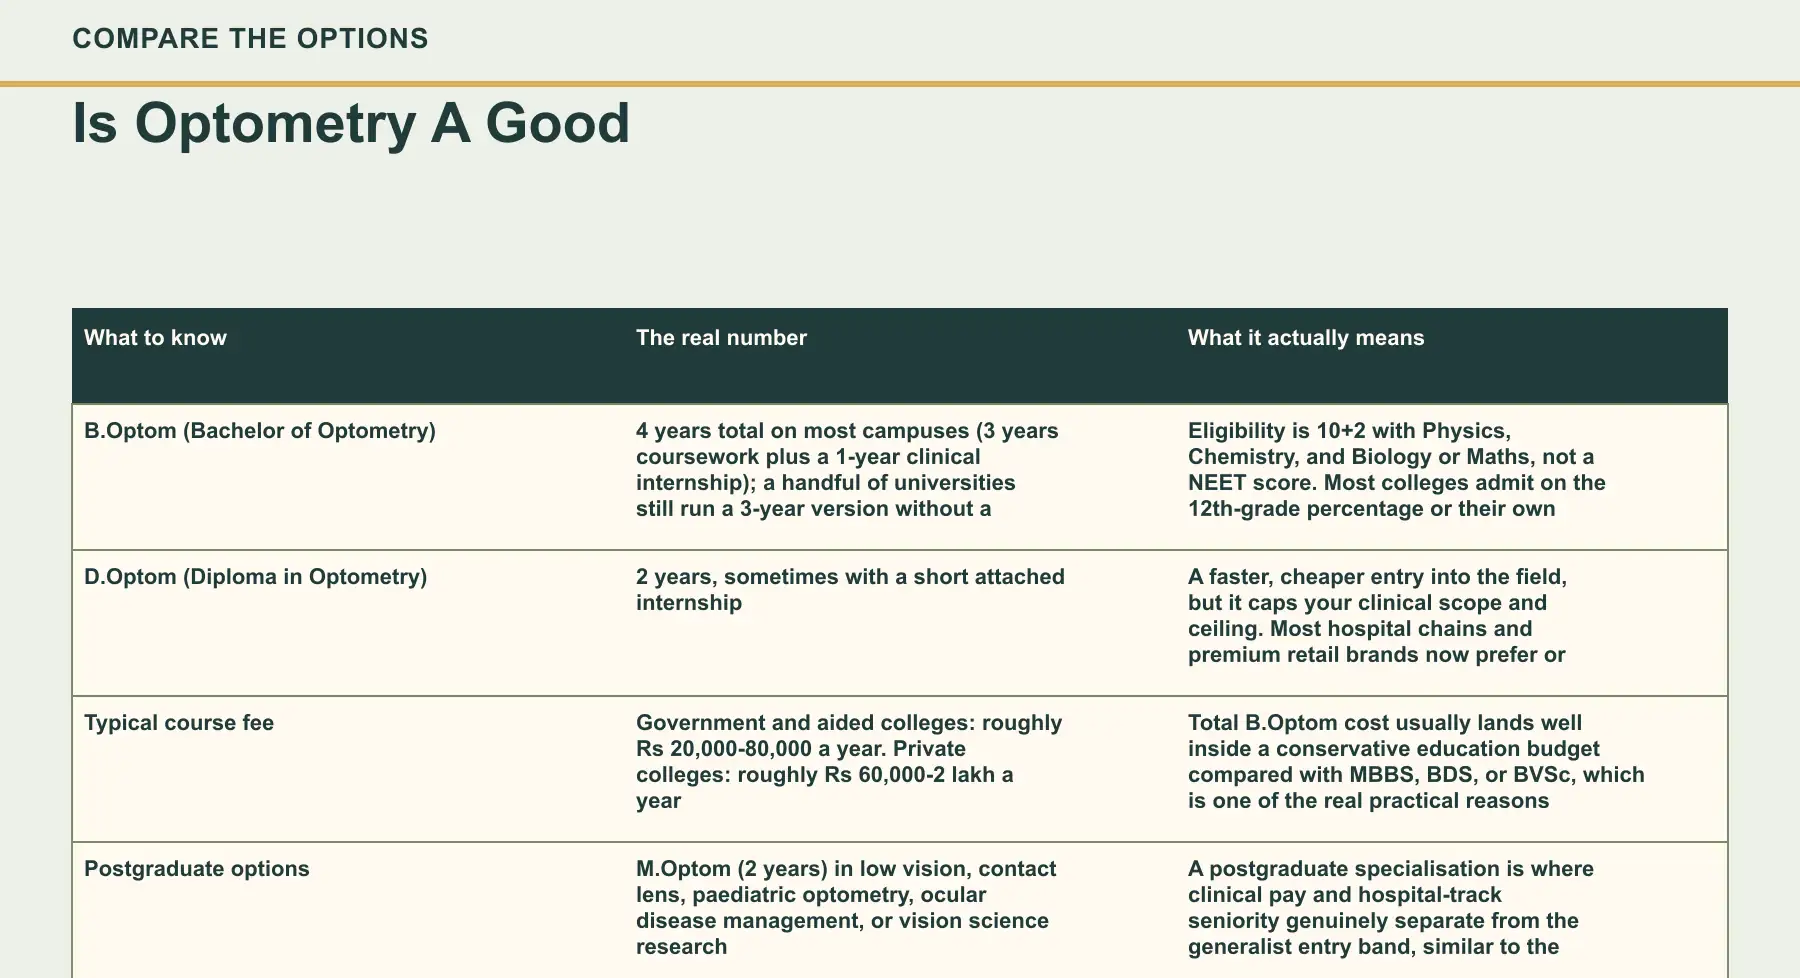 COMPARE THE OPTIONS
Is Optometry A Good
What to know
The real number
What it actually means
B.Optom (Bachelor of Optometry)
4 years total on most campuses (3 years
coursework plus a 1-year clinical
internship); a handful of universities
still run a 3-year version without a
Eligibility is 10+2 with Physics,
Chemistry, and Biology or Maths, not a
NEET score. Most colleges admit on the
12th-grade percentage or their own
D.Optom (Diploma in Optometry)
2 years, sometimes with a short attached
internship
A faster, cheaper entry into the field,
but it caps your clinical scope and
ceiling. Most hospital chains and
premium retail brands now prefer or
Typical course fee
Government and aided colleges: roughly
Rs 20,000-80,000 a year. Private
colleges: roughly Rs 60,000-2 lakh a
year
Total B.Optom cost usually lands well
inside a conservative education budget
compared with MBBS, BDS, or BVSc, which
is one of the real practical reasons
Postgraduate options
M.Optom (2 years) in low vision, contact
lens, paediatric optometry, ocular
disease management, or vision science
research
A postgraduate specialisation is where
clinical pay and hospital-track
seniority genuinely separate from the
generalist entry band, similar to the